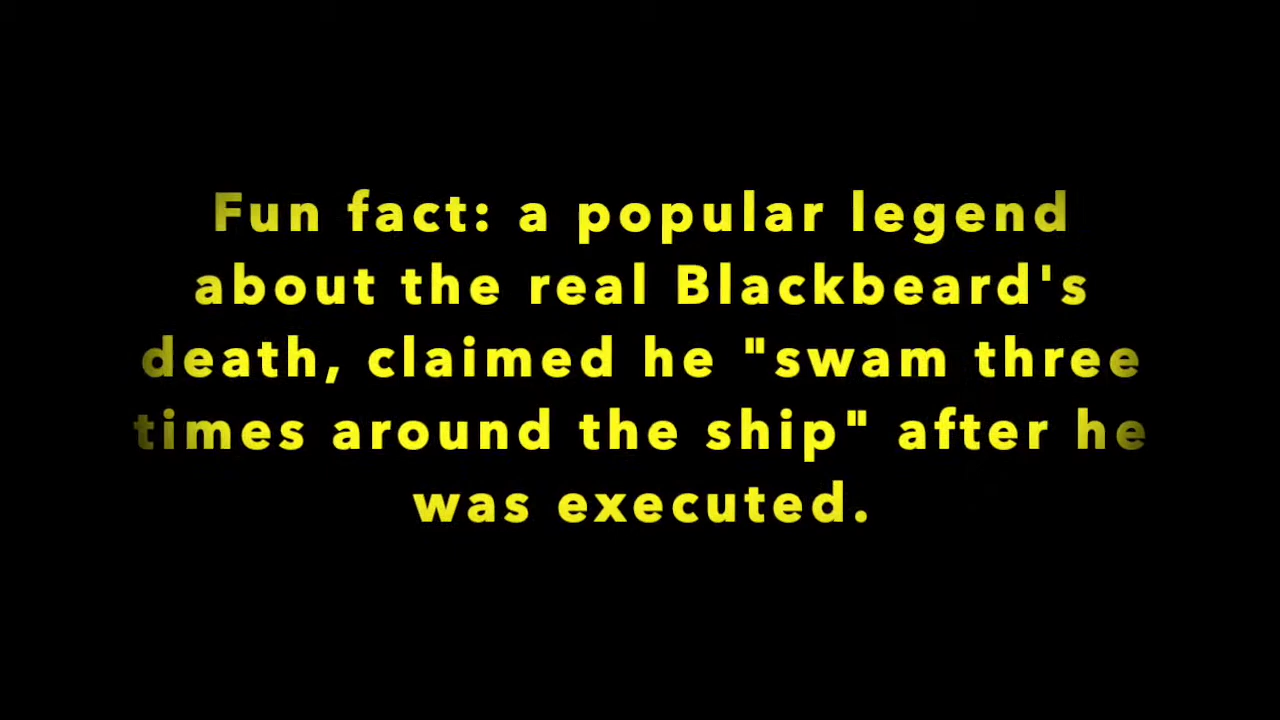 Fun fact: a popular legend
about the real Blackbeard's
death, claimed he "swam three
times around the ship" after he
was executed.